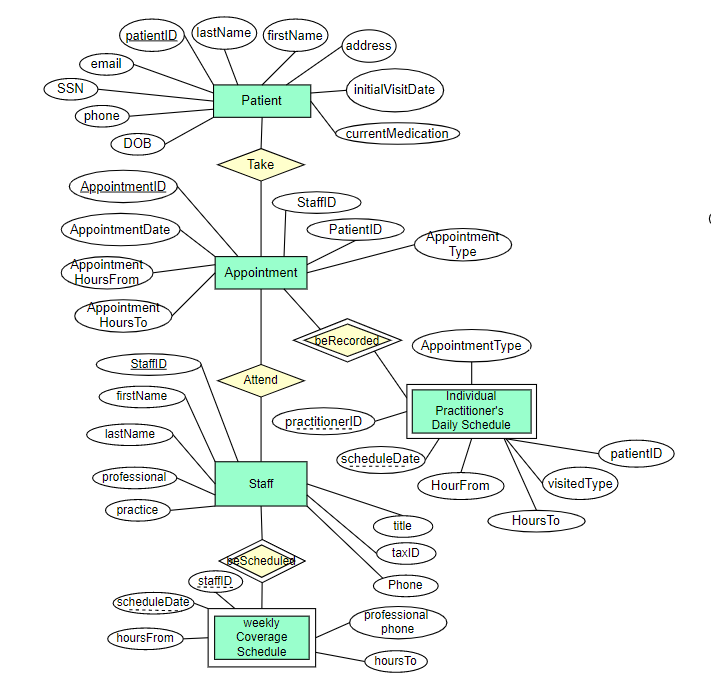 patientID
lastName
firstName
address
email
SSN
initialVisitDate
Patient
phone
currentMedication
DOB
Take
AppointmentID
StaffID
AppointmentDate
PatientID
Appointment
Type
Appointment
HoursFrom
Appointment
Appointment
HoursTo
beRecorded
AppointmentType
StaffID
Attend
firstName
Individual
Practitioner's
Daily Schedule
practitionerID
lastName
scheduleDate
patientID
professional
Staff
HourFrom
visitedType
practice
HoursTo
title
taxID
beScheduled
staffID
Phone
scheduleDate
professional
phone
weekly
Coverage
Schedule
hoursFrom
hoursTo